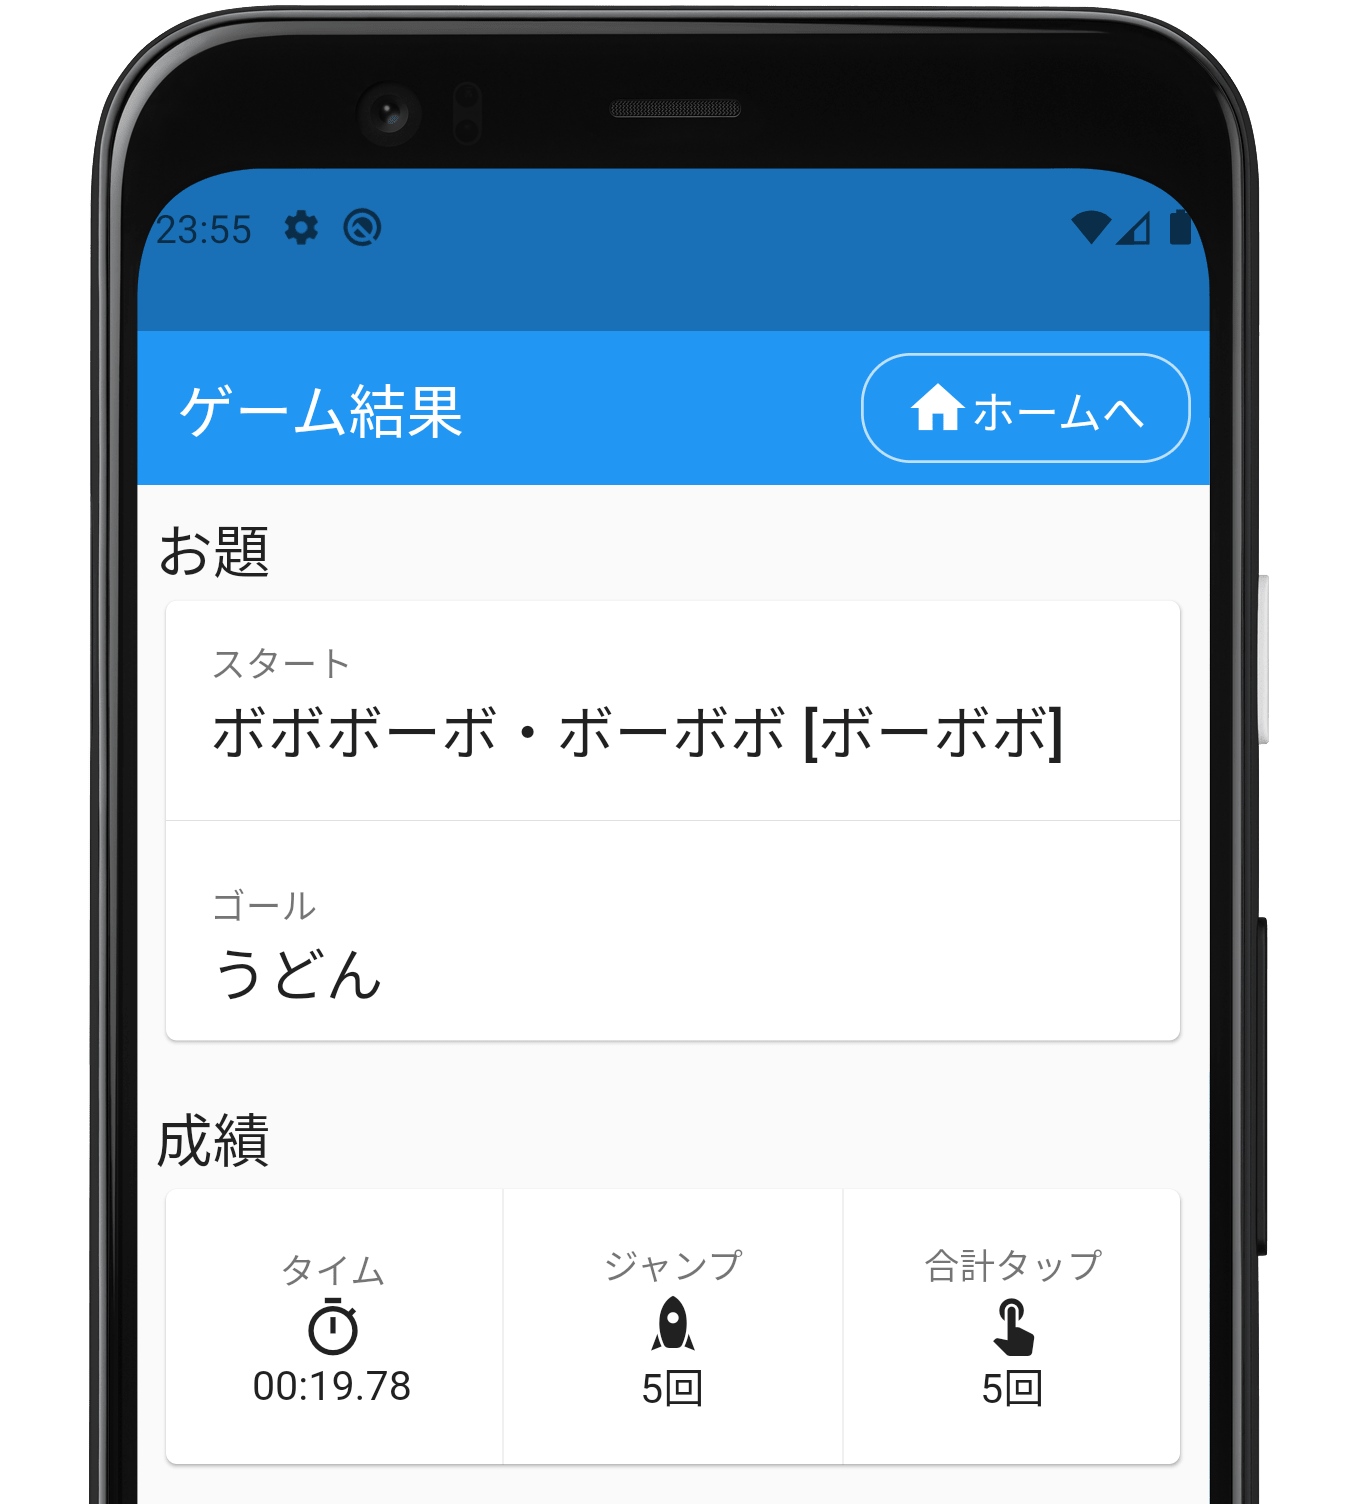 23:55
ゲーム結果
ホームへ
お題
スタート
ボボボーボ・ボーボボ [ボーボボ]
ゴール
うどん
成績
タイム
ジャンプ
合計タップ
00:19.78
5回
5回